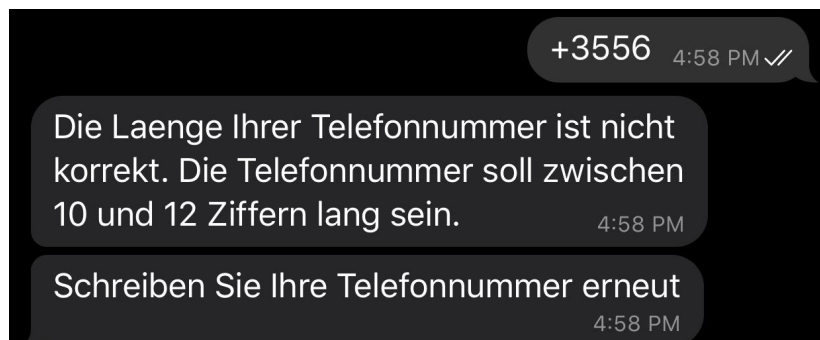 +3556 4:58 PM
Die Laenge Ihrer Telefonnummer ist nicht
korrekt. Die Telefonnummer soll zwischen
10 und 12 Ziffern lang sein. 4:58 PM
Schreiben Sie Ihre Telefonnummer erneut
4:58 PM